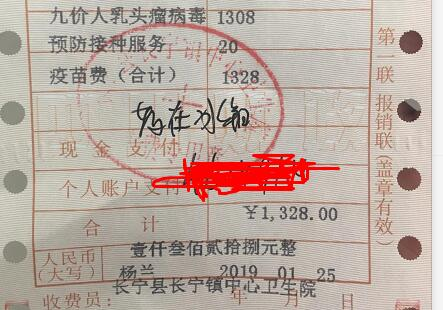 九价人乳头瘤病毒 1308
预防接种服务 20
疫苗费（合计） 1328
现金支付
个人账户支付
合计 ¥1,328.00
人民币(大写) 壹仟叁佰贰拾捌元整
杨兰 2019 01 25
收费员: 长宁县长宁镇中心卫生院
年 月 日
第一联 报销联(盖章有效)